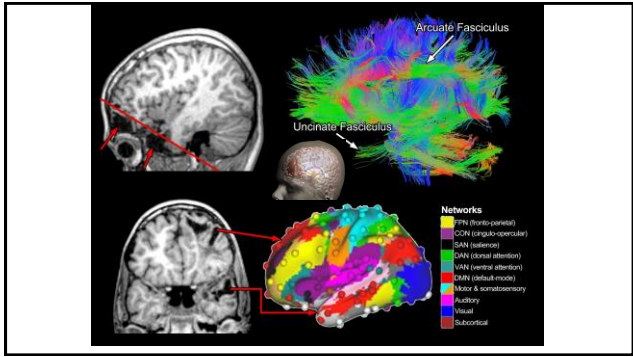 Arcuate Fasciculus
Uncinate Fasciculus
Networks
FPN (fronto-parietal)
CON (cingulo-opercular)
SAN (salience)
DAN (dorsal attention)
VAN (ventral attention)
DMN (default-mode)
Motor & somatosensory
Auditory
Visual
Subcortical